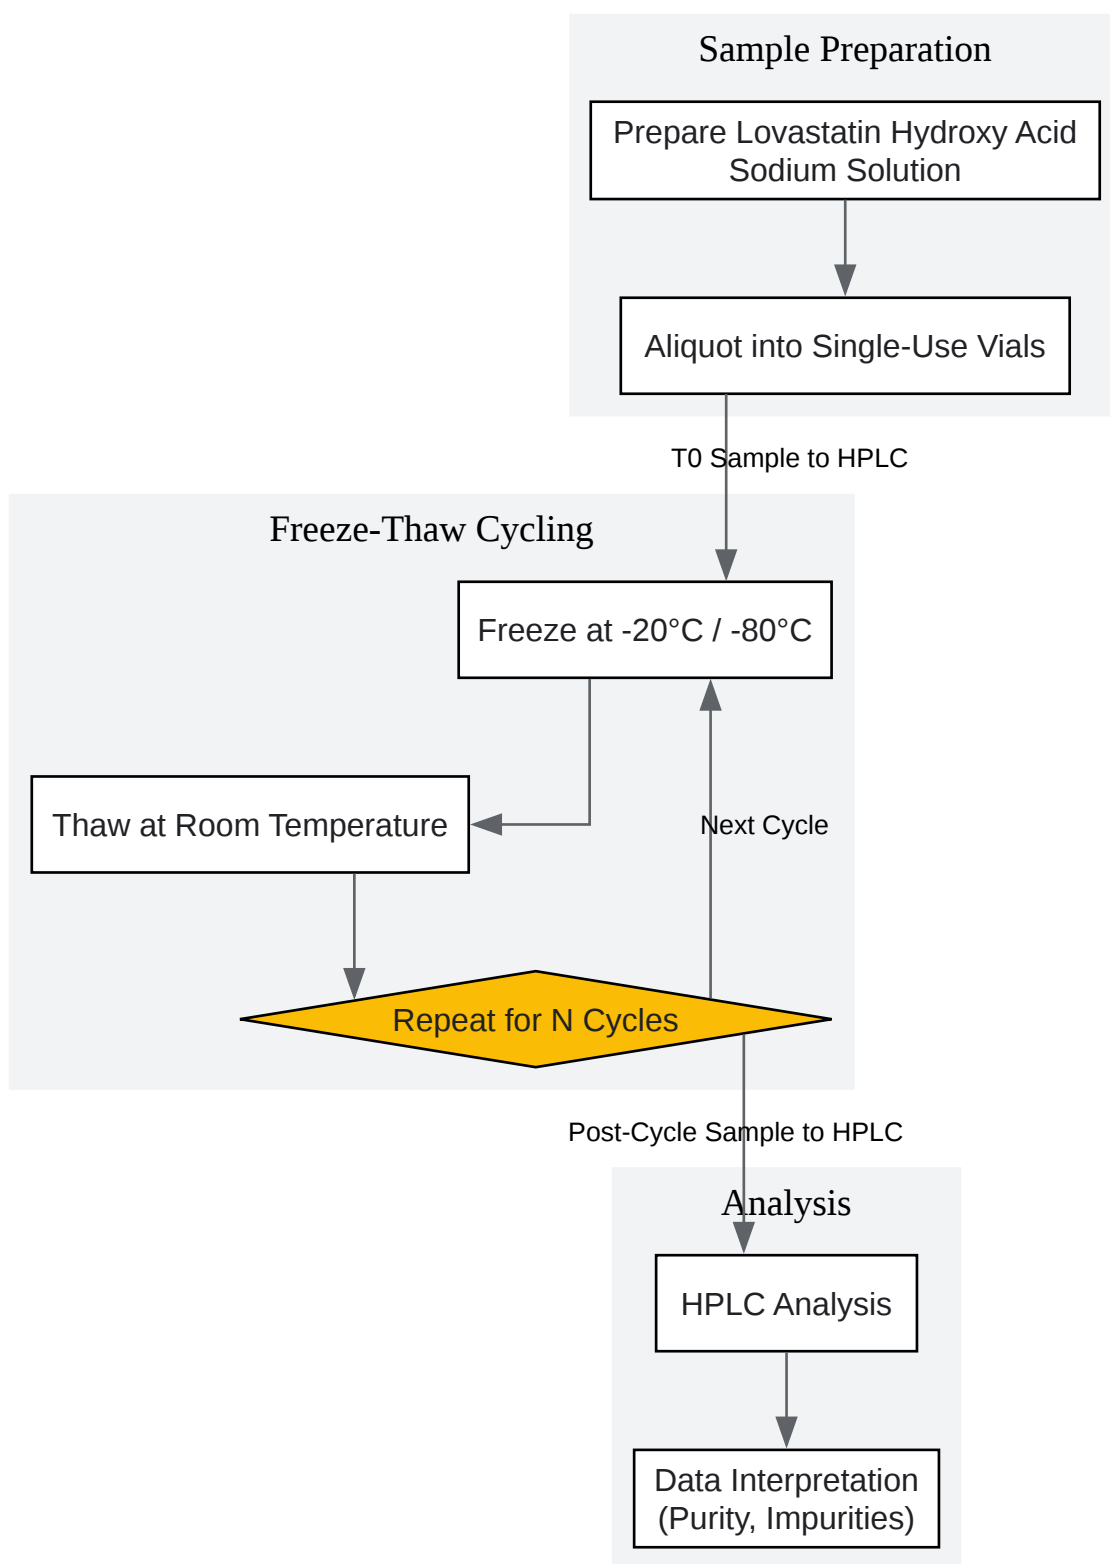 Sample Preparation
Prepare Lovastatin Hydroxy Acid
Sodium Solution
Aliquot into Single-Use Vials
T0 Sample to HPLC
Freeze-Thaw Cycling
Freeze at -20°C / -80°C
Thaw at Room Temperature
Next Cycle
Repeat for N Cycles
Post-Cycle Sample to HPLC
Analysis
HPLC Analysis
Data Interpretation
(Purity, Impurities)